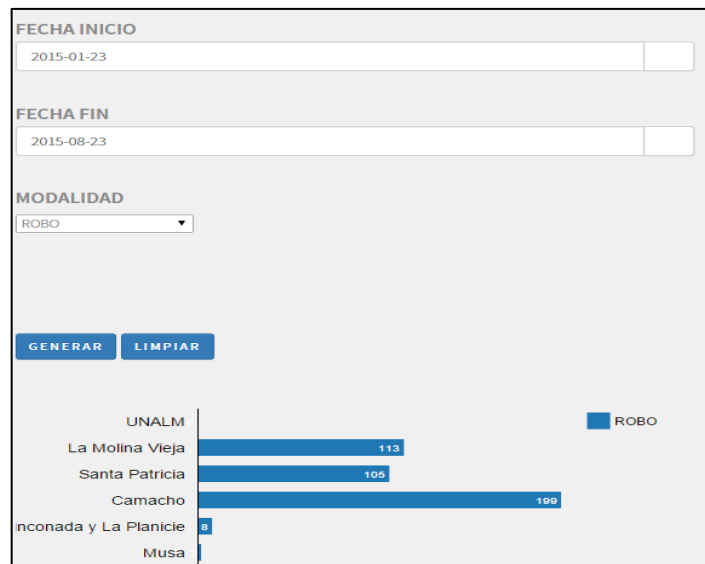 FECHA INICIO
2015-01-23
FECHA FIN
2015-08-23
MODALIDAD
ROBO
GENERAR LIMPIAR
UNALM
ROBO
La Molina Vieja 113
Santa Patricia 105
Camacho 199
inconada y La Planicie 8
Musa